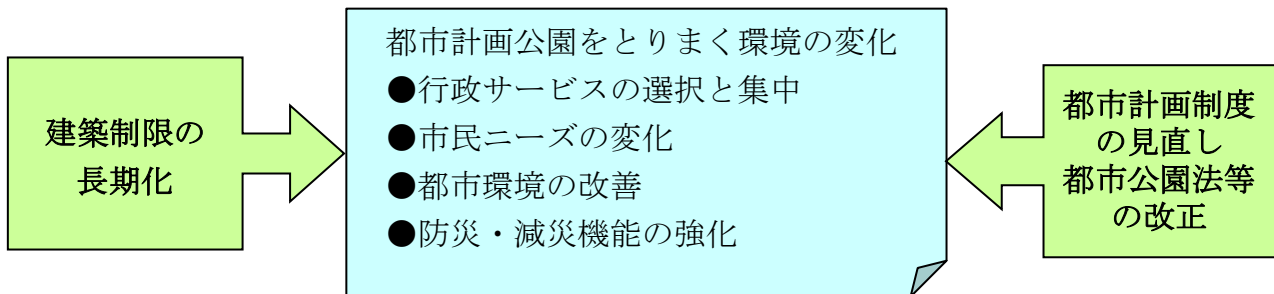 建築制限の
長期化
都市計画公園をとりまく環境の変化
●行政サービスの選択と集中
●市民ニーズの変化
●都市環境の改善
●防災・減災機能の強化
都市計画制度
の見直し
都市公園法等
の改正